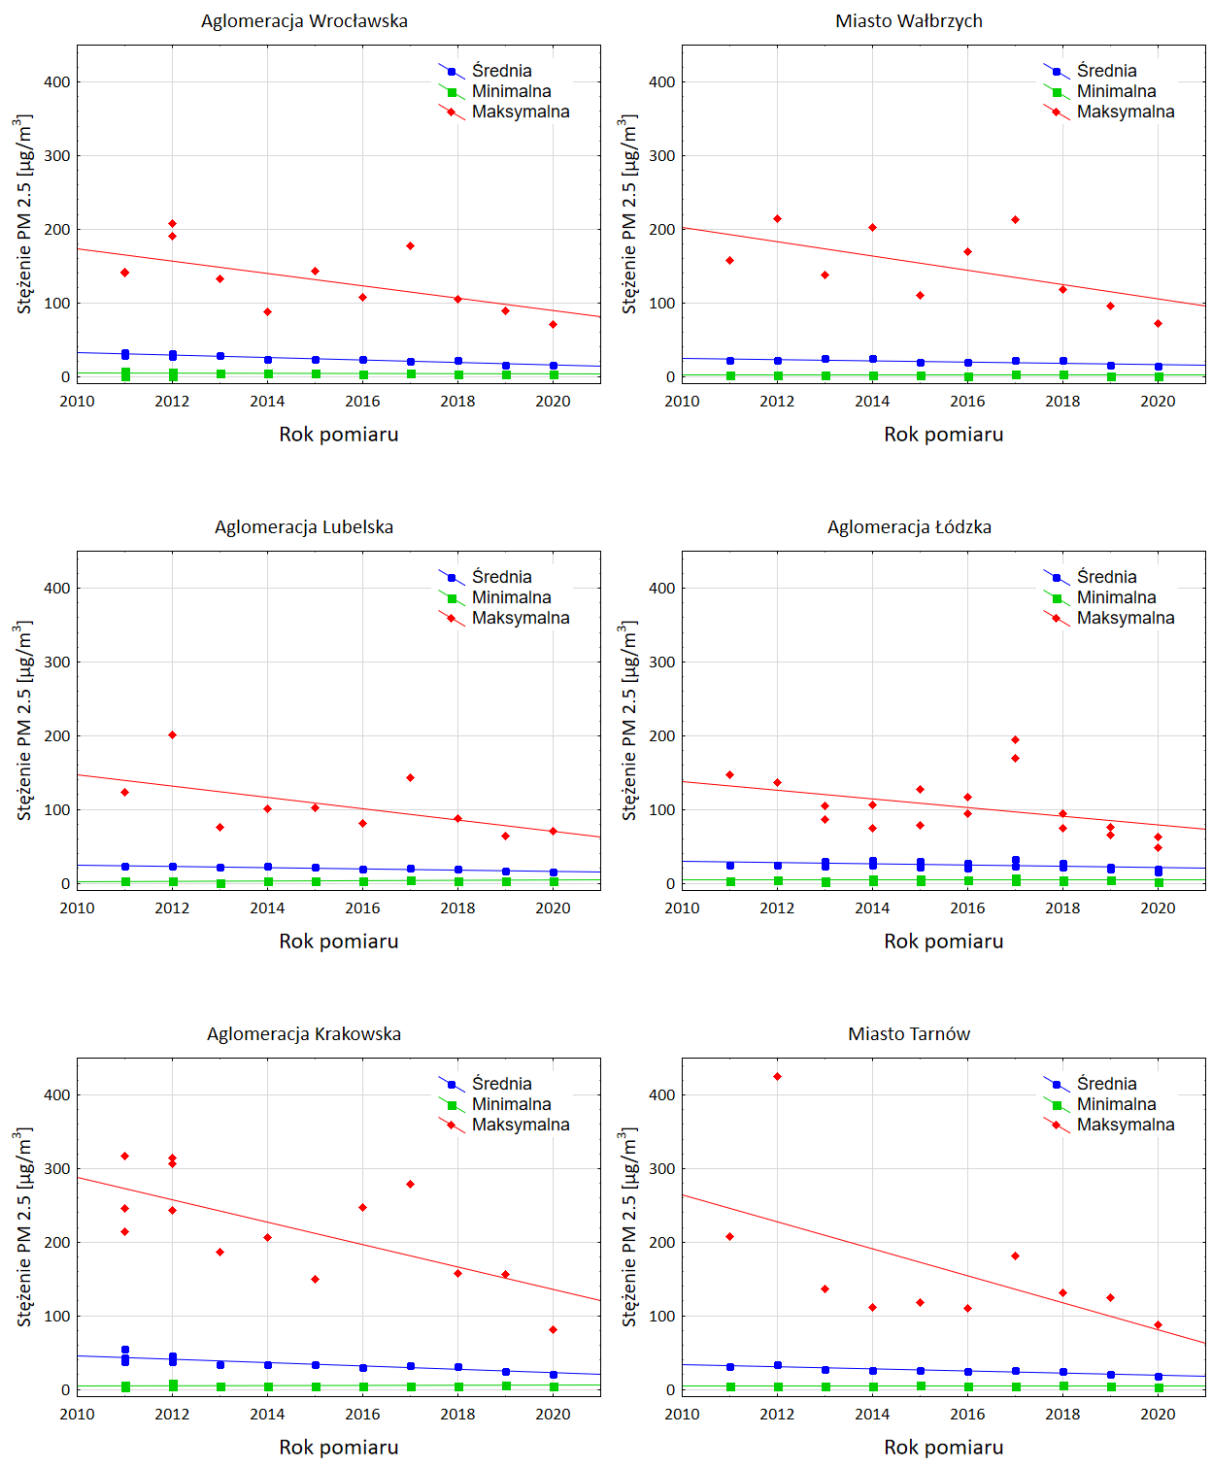 Aglomeracja Wrocławska
Stężenie PM 2.5 [µg/m³]
400
300
200
100
0
Średnia
Minimalna
Maksymalna
2010 2012 2014 2016 2018 2020
Rok pomiaru
Miasto Wałbrzych
Stężenie PM 2.5 [µg/m³]
400
300
200
100
0
Średnia
Minimalna
Maksymalna
2010 2012 2014 2016 2018 2020
Rok pomiaru
Aglomeracja Lubelska
Stężenie PM 2.5 [µg/m³]
400
300
200
100
0
Średnia
Minimalna
Maksymalna
2010 2012 2014 2016 2018 2020
Rok pomiaru
Aglomeracja Łódzka
Stężenie PM 2.5 [µg/m³]
400
300
200
100
0
Średnia
Minimalna
Maksymalna
2010 2012 2014 2016 2018 2020
Rok pomiaru
Aglomeracja Krakowska
Stężenie PM 2.5 [µg/m³]
400
300
200
100
0
Średnia
Minimalna
Maksymalna
2010 2012 2014 2016 2018 2020
Rok pomiaru
Miasto Tarnów
Stężenie PM 2.5 [µg/m³]
400
300
200
100
0
Średnia
Minimalna
Maksymalna
2010 2012 2014 2016 2018 2020
Rok pomiaru